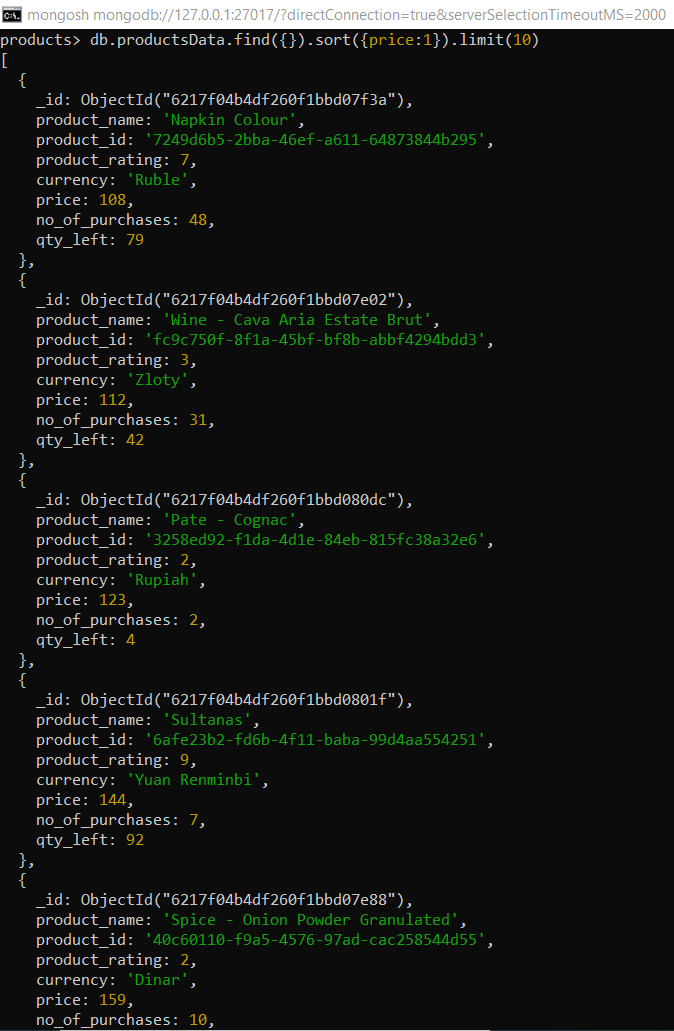 mongosh mongodb://127.0.0.1:27017/?directConnection=true&serverSelectionTimeoutMS=2000
products> db.productsData.find({}).sort({price:1}).limit(10)
[
  {
    _id: ObjectId("6217f04b4df260f1bbd07f3a"),
    product_name: 'Napkin Colour',
    product_id: '7249d6b5-2bba-46ef-a611-64873844b295',
    product_rating: 7,
    currency: 'Ruble',
    price: 108,
    no_of_purchases: 48,
    qty_left: 79
  },
  {
    _id: ObjectId("6217f04b4df260f1bbd07e02"),
    product_name: 'Wine - Cava Aria Estate Brut',
    product_id: 'fc9c750f-8f1a-45bf-bf8b-abbf4294bdd3',
    product_rating: 3,
    currency: 'Zloty',
    price: 112,
    no_of_purchases: 31,
    qty_left: 42
  },
  {
    _id: ObjectId("6217f04b4df260f1bbd080dc"),
    product_name: 'Pate - Cognac',
    product_id: '3258ed92-f1da-4d1e-84eb-815fc38a32e6',
    product_rating: 2,
    currency: 'Rupiah',
    price: 123,
    no_of_purchases: 2,
    qty_left: 4
  },
  {
    _id: ObjectId("6217f04b4df260f1bbd0801f"),
    product_name: 'Sultanas',
    product_id: '6afe23b2-fd6b-4f11-baba-99d4aa554251',
    product_rating: 9,
    currency: 'Yuan Renminbi',
    price: 144,
    no_of_purchases: 7,
    qty_left: 92
  },
  {
    _id: ObjectId("6217f04b4df260f1bbd07e88"),
    product_name: 'Spice - Onion Powder Granulated',
    product_id: '40c60110-f9a5-4576-97ad-cac258544d55',
    product_rating: 2,
    currency: 'Dinar',
    price: 159,
    no_of_purchases: 10,